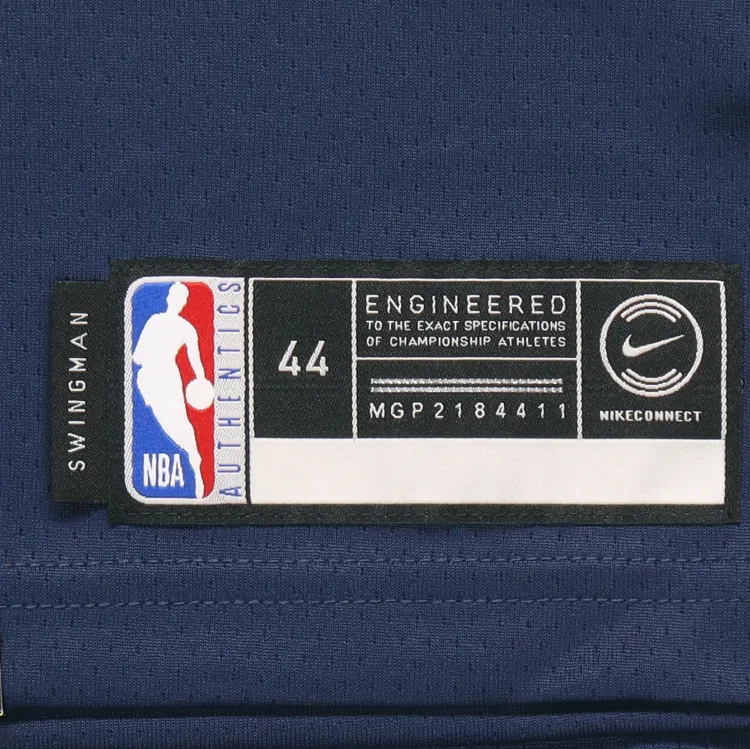 SWINGMAN
NBA
AUTHENTICS
44
ENGINEERED
TO THE EXACT SPECIFICATIONS
OF CHAMPIONSHIP ATHLETES
MGP2184411
NIKECONNECT